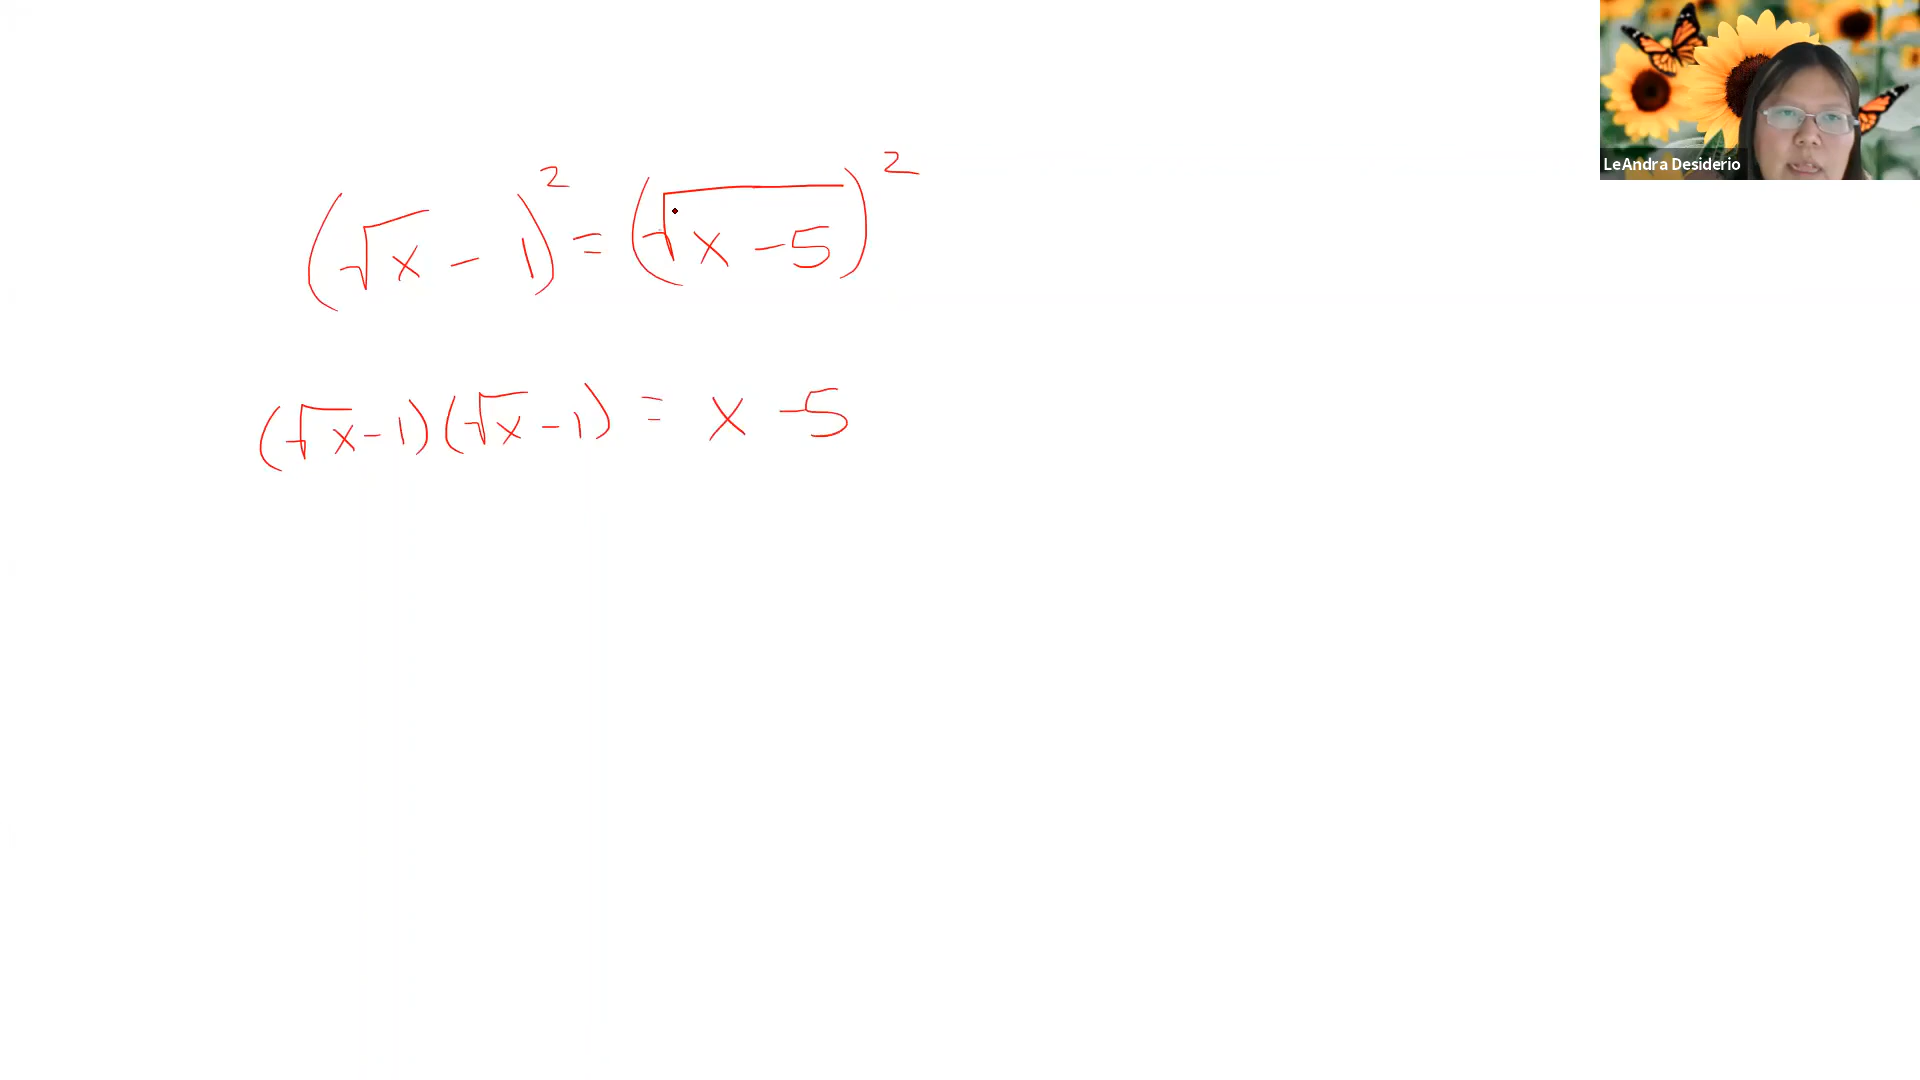 (√x - 1)² = (√x - 5)²
(√x - 1)(√x - 1) = x - 5
LeAndra Desiderio